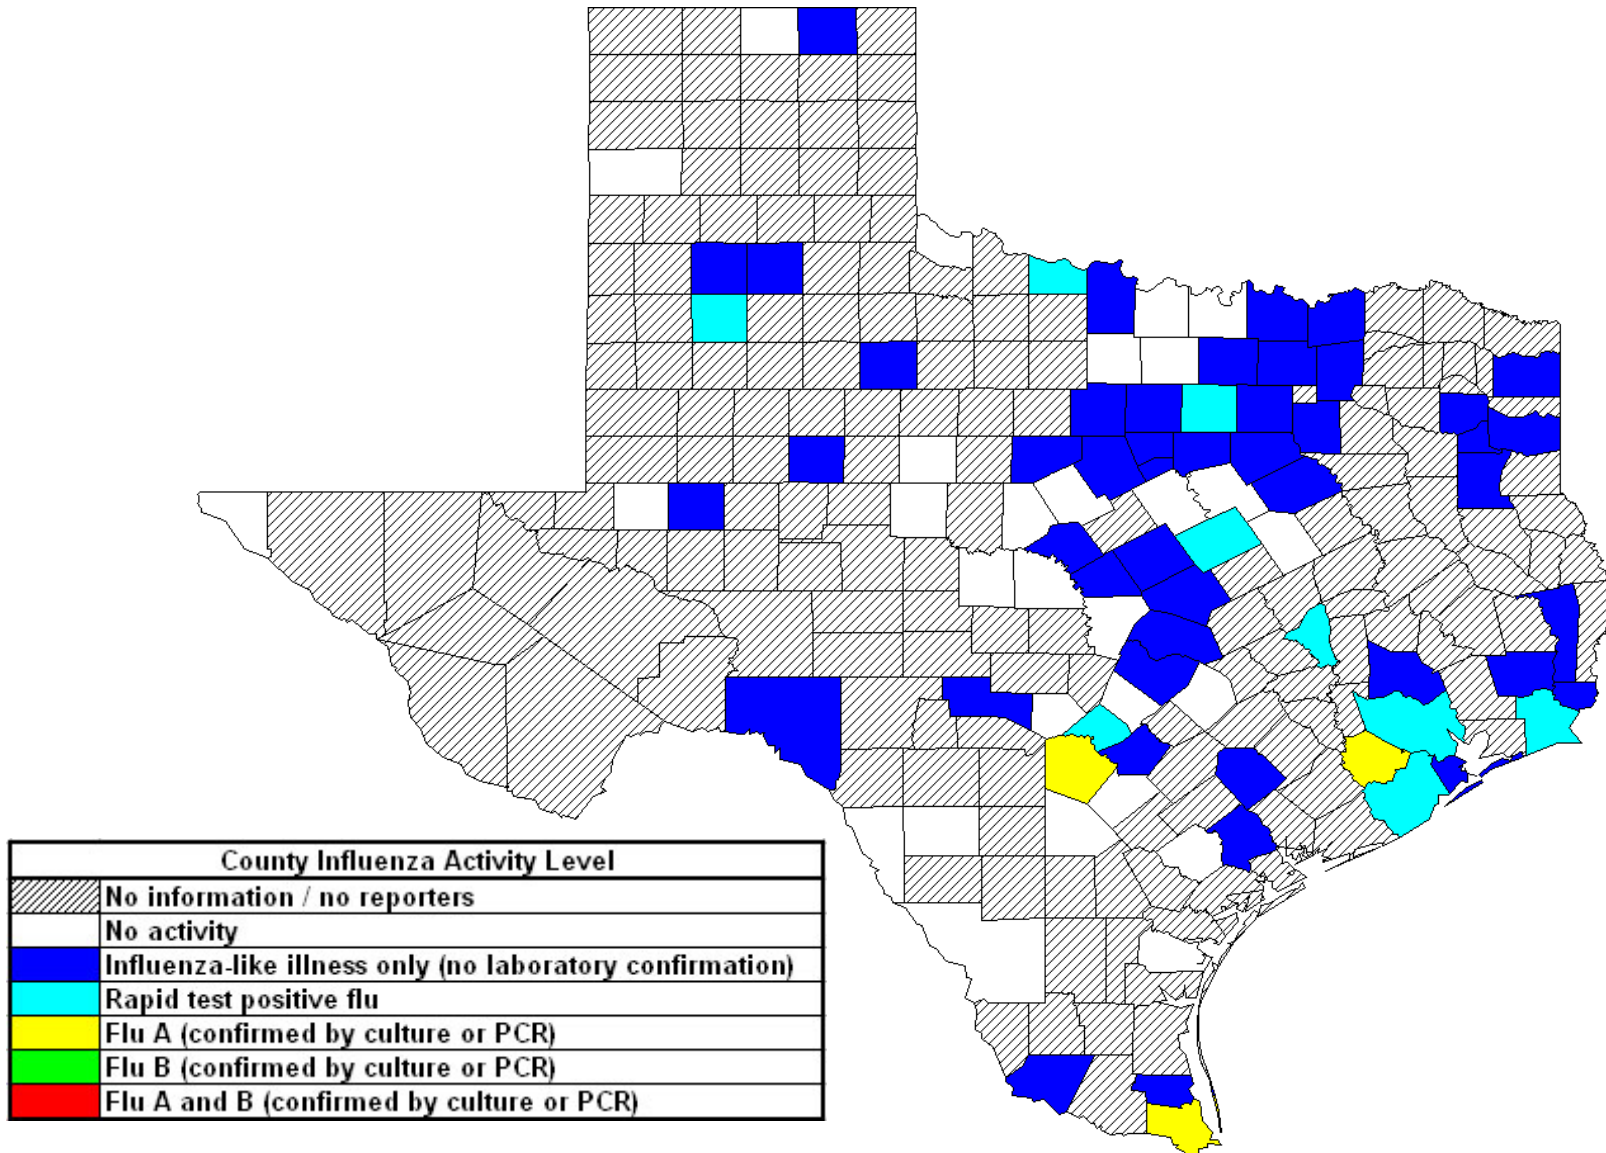 County Influenza Activity Level
No information / no reporters
No activity
Influenza-like illness only (no laboratory confirmation)
Rapid test positive flu
Flu A (confirmed by culture or PCR)
Flu B (confirmed by culture or PCR)
Flu A and B (confirmed by culture or PCR)